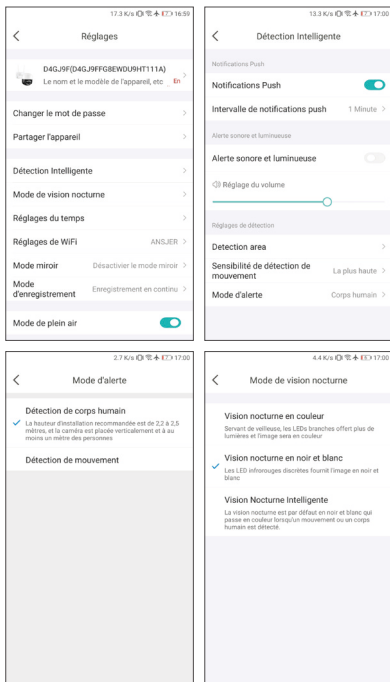 17.3 K/s 16:59
Réglages
D4GJ9F(D4GJ9FFG8EWDU9HT111A)
Le nom et le modèle de l'appareil, etc En
Changer le mot de
passe
Partager l'appareil
Détection Intelligente
Mode de vision nocturne
Réglages du temps
Réglages de WiFi ANSJER
Mode miroir Désactivier le mode miroir
Mode
d'enregistrement Enregistrement en continu
Mode de plein air
13.3 K/s 17:00
Détection Intelligente
Notifications Push
Notifications Push
Intervalle de notifications push 1 Minute
Alerte sonore et luminueuse
Alerte sonore et luminueuse
Réglage du volume
Réglages de détection
Detection area
Sensibilité de détection de
mouvement La plus haute
Mode d'alerte Corps humain
2.7 K/s 17:00
Mode d'alerte
Détection de corps humain
La hauteur d'installation recommandée est de 2,2 à 2,5
mètres, et la caméra est placée verticalement et à au
moins un mètre des personnes
Détection de mouvement
4.4 K/s 17:00
Mode de vision nocturne
Vision nocturne en couleur
Servant de veilleuse, les LEDs branches offrent plus de
lumières et l'image sera en couleur
Vision nocturne en noir et blanc
Les LED infrorouges discrètes fournit l'image en noir et
blanc
Vision Nocturne Intelligente
La vision nocturne est par défaut en noir et blanc qui
passe en couleur lorsqu'un mouvement ou un corps
humain est détecté.